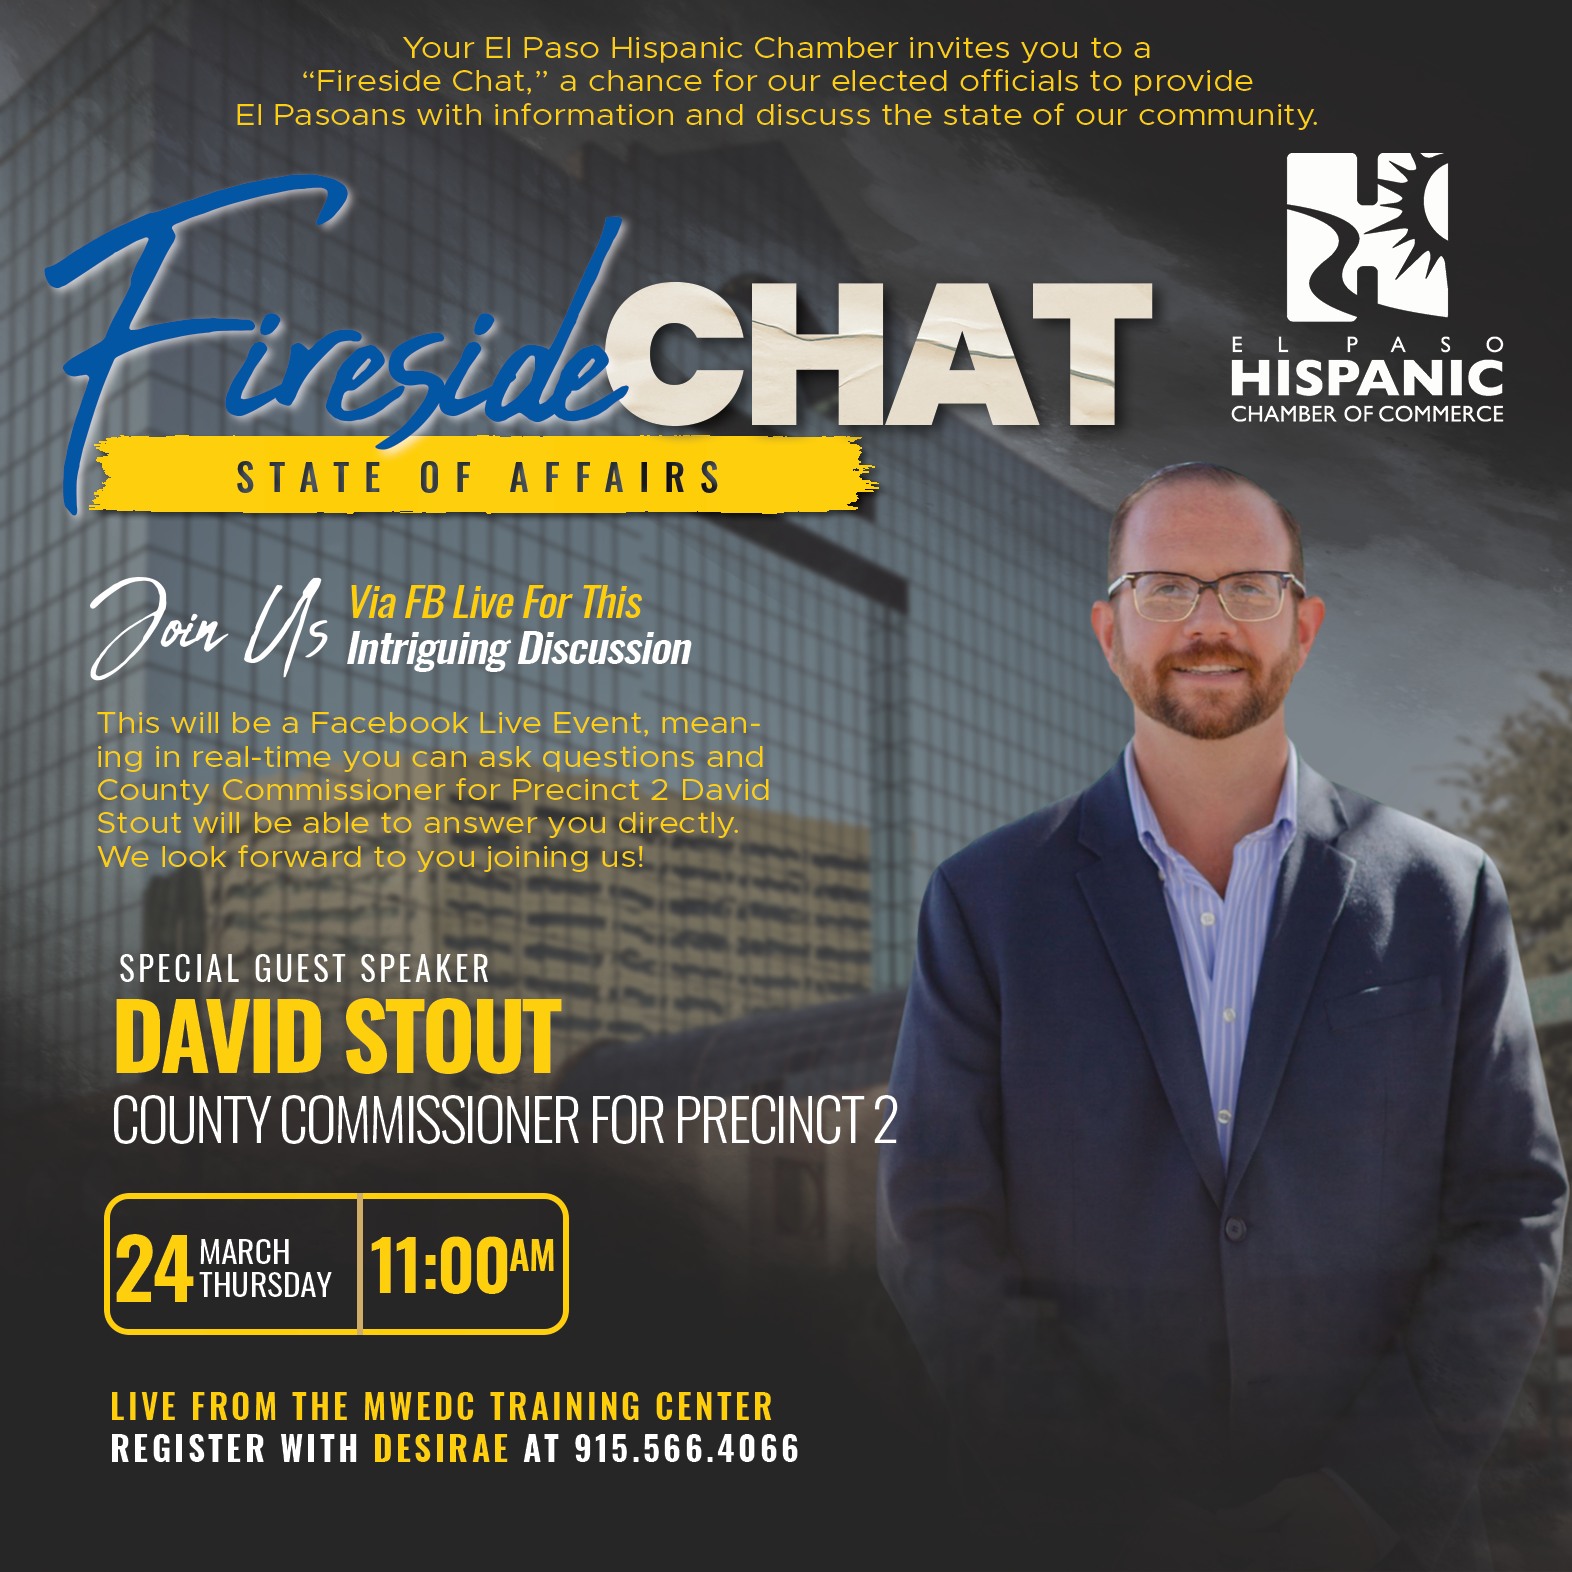 Your El Paso Hispanic Chamber invites you to a
“Fireside Chat,” a chance for our elected officials to provide
El Pasoans with information and discuss the state of our community.
Fireside CHAT
STATE OF AFFAIRS
EL PASO
HISPANIC
CHAMBER OF COMMERCE
Join Us
Via FB Live For This
Intriguing Discussion
This will be a Facebook Live Event, mean-
ing in real-time you can ask questions and
County Commissioner for Precinct 2 David
Stout will be able to answer you directly.
We look forward to you joining us!
SPECIAL GUEST SPEAKER
DAVID STOUT
COUNTY COMMISSIONER FOR PRECINCT 2
24 MARCH
THURSDAY
11:00AM
LIVE FROM THE MWEDC TRAINING CENTER
REGISTER WITH DESIRAE AT 915.566.4066